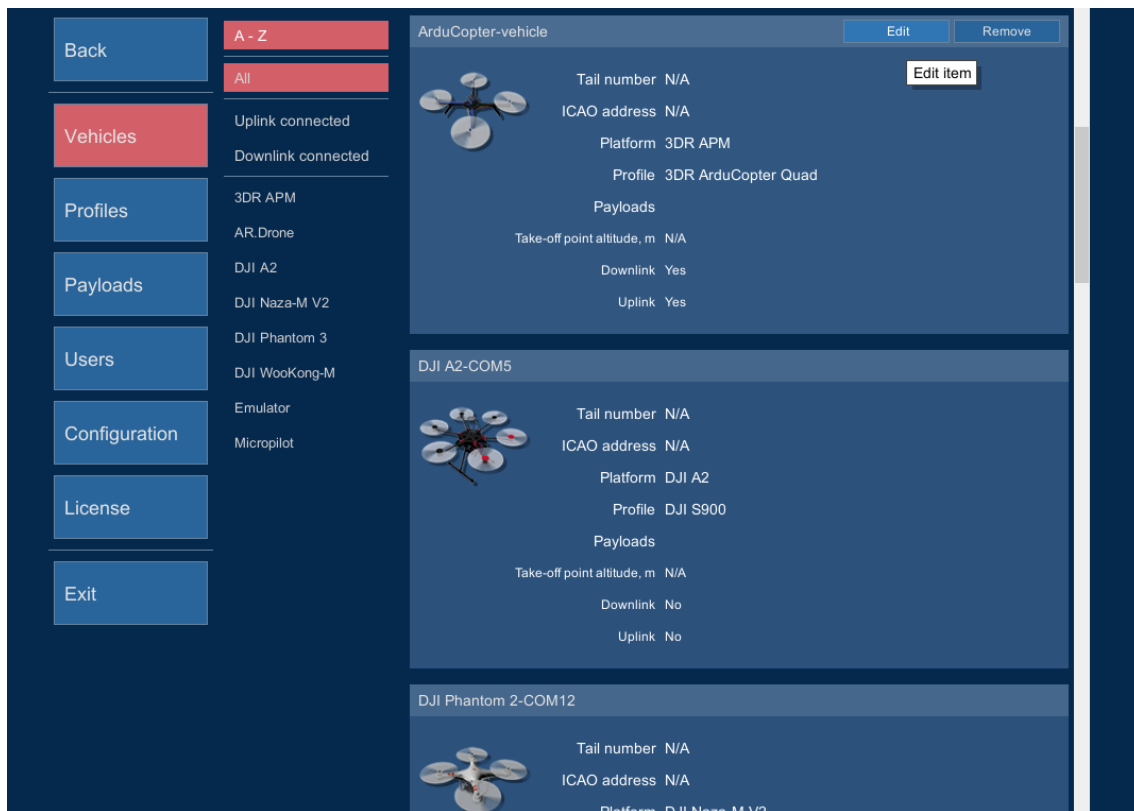 Back
Vehicles
Profiles
Payloads
Users
Configuration
License
Exit
A - Z
All
Uplink connected
Downlink connected
3DR APM
AR.Drone
DJI A2
DJI Naza-M V2
DJI Phantom 3
DJI WooKong-M
Emulator
Micropilot
ArduCopter-vehicle Edit Remove
Edit item
Tail number N/A
ICAO address N/A
Platform 3DR APM
Profile 3DR ArduCopter Quad
Payloads
Take-off point altitude, m N/A
Downlink Yes
Uplink Yes
DJI A2-COM5
Tail number N/A
ICAO address N/A
Platform DJI A2
Profile DJI S900
Payloads
Take-off point altitude, m N/A
Downlink No
Uplink No
DJI Phantom 2-COM12
Tail number N/A
ICAO address N/A
Platform DJI Naza-M V2